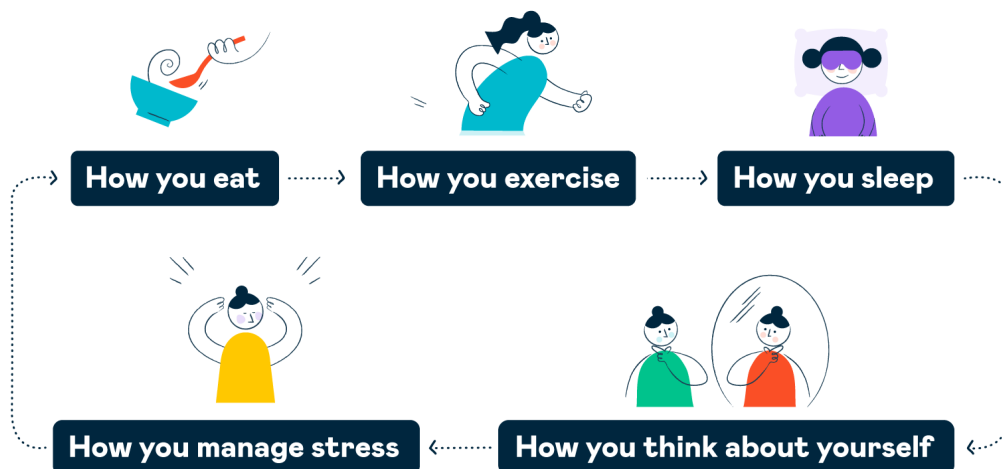 How you eat
How you exercise
How you sleep
How you think about yourself
How you manage stress